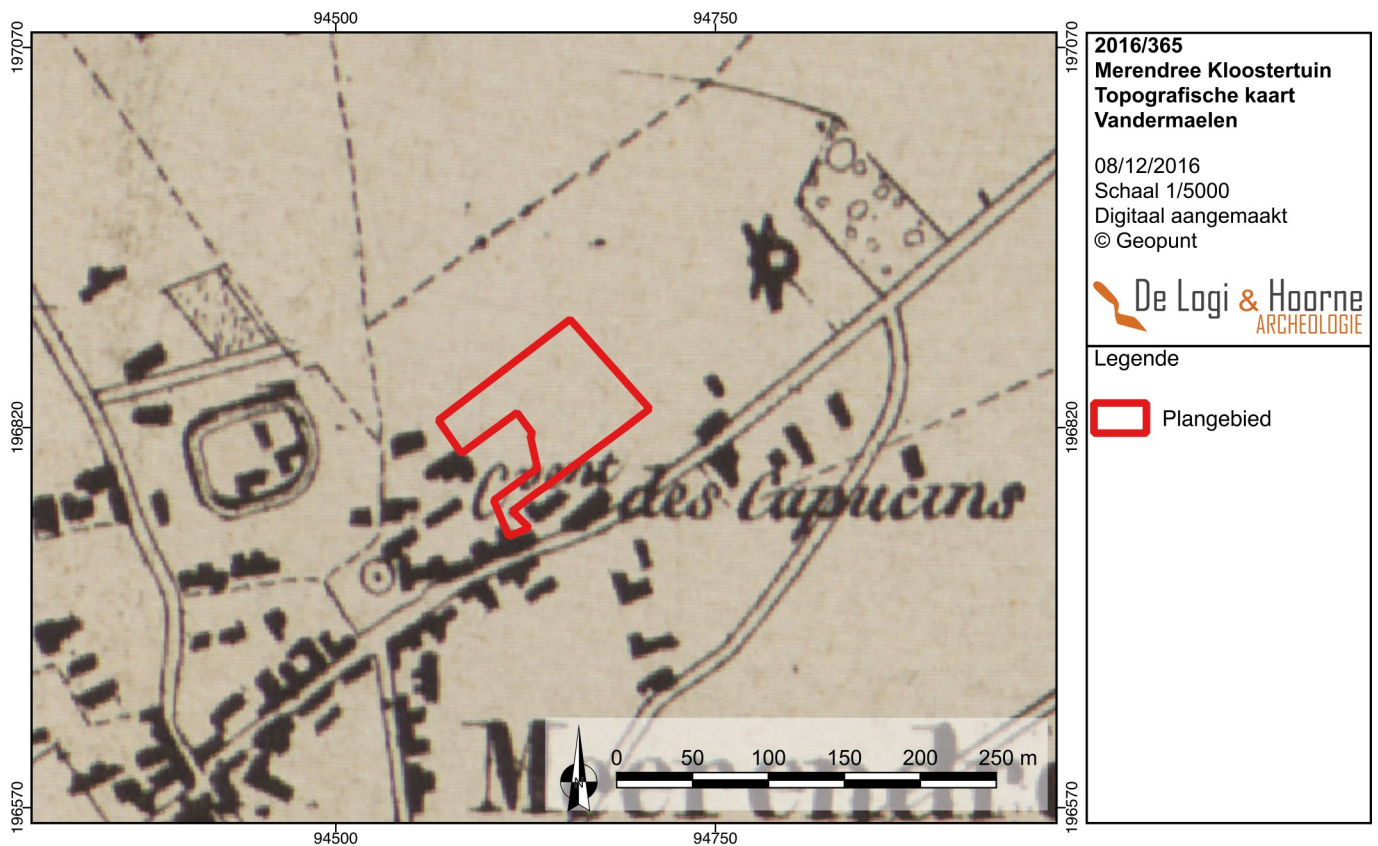 94500
94750
197070
197070
196820
196820
196570
196570
94500
94750
Cvent
des Capucins
0 50 100 150 200 250 m
N
2016/365
Merendree Kloostertuin
Topografische kaart
Vandermaelen
08/12/2016
Schaal 1/5000
Digitaal aangemaakt
© Geopunt
De Logi & Hoorne
ARCHEOLOGIE
Legende
Plangebied